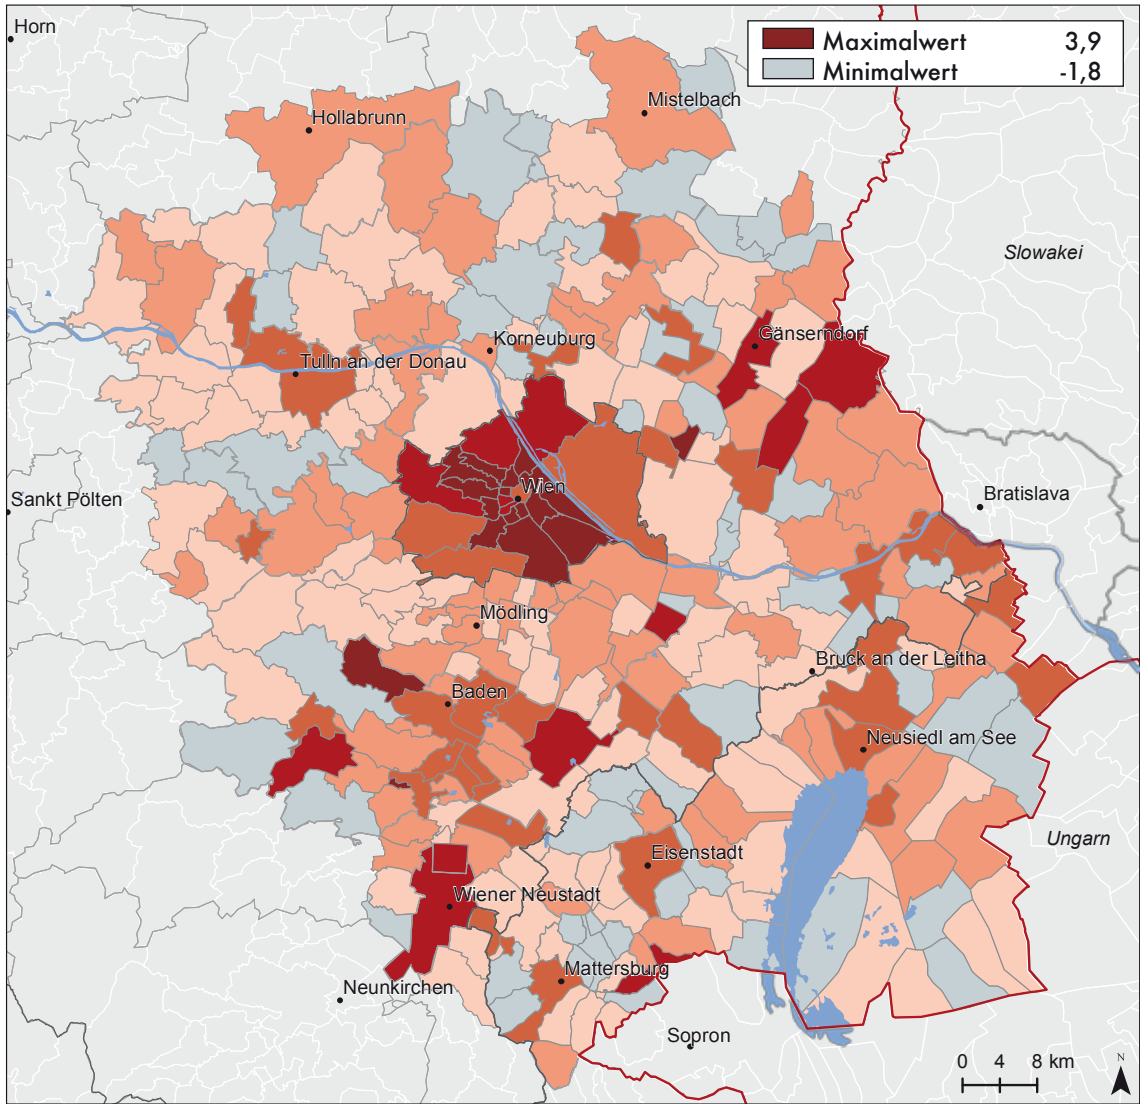 Horn
Maximalwert 3,9
Minimalwert -1,8
Mistelbach
Hollabrunn
Slowakei
Gänserndorf
Korneuburg
Tulln an der Donau
Wien
Sankt Pölten
Bratislava
Mödling
Bruck an der Leitha
Baden
Neusiedl am See
Ungarn
Eisenstadt
Wiener Neustadt
Mattersburg
Neunkirchen
Sopron
0 4 8 km
N